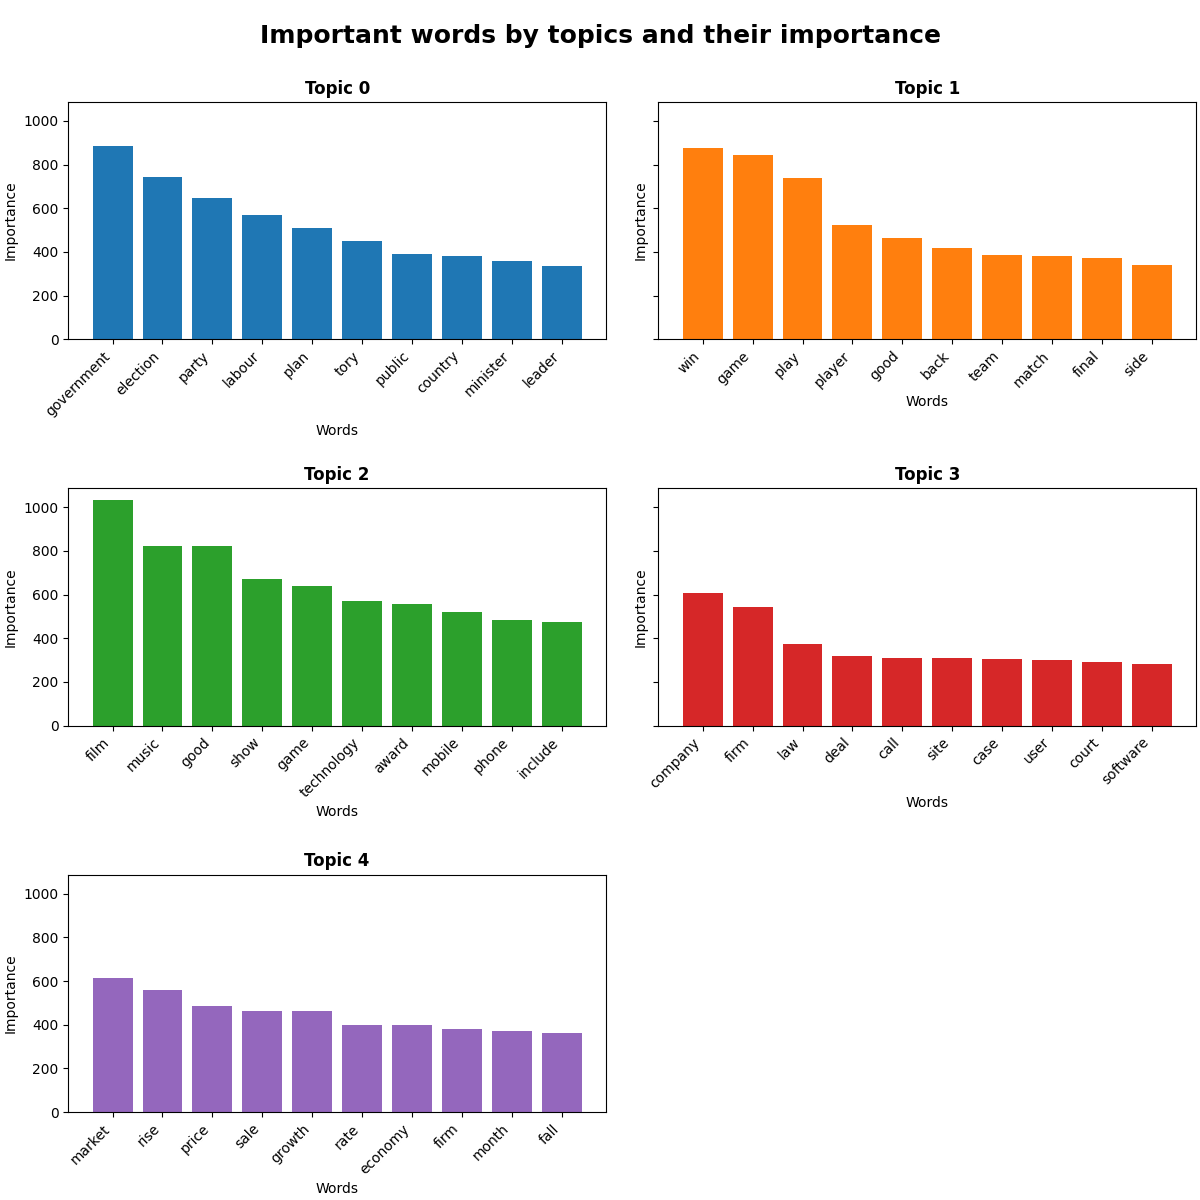 Important words by topics and their importance
Topic 0
1000
800
600
400
200
0
Importance
government
election
party
labour
plan
tory
public
country
minister
leader
Words
Topic 1
Importance
win
game
play
player
good
back
team
match
final
side
Words
Topic 2
1000
800
600
400
200
0
Importance
film
music
good
show
game
technology
award
mobile
phone
include
Words
Topic 3
Importance
company
firm
law
deal
call
site
case
user
court
software
Words
Topic 4
1000
800
600
400
200
0
Importance
market
rise
price
sale
growth
rate
economy
firm
month
fall
Words